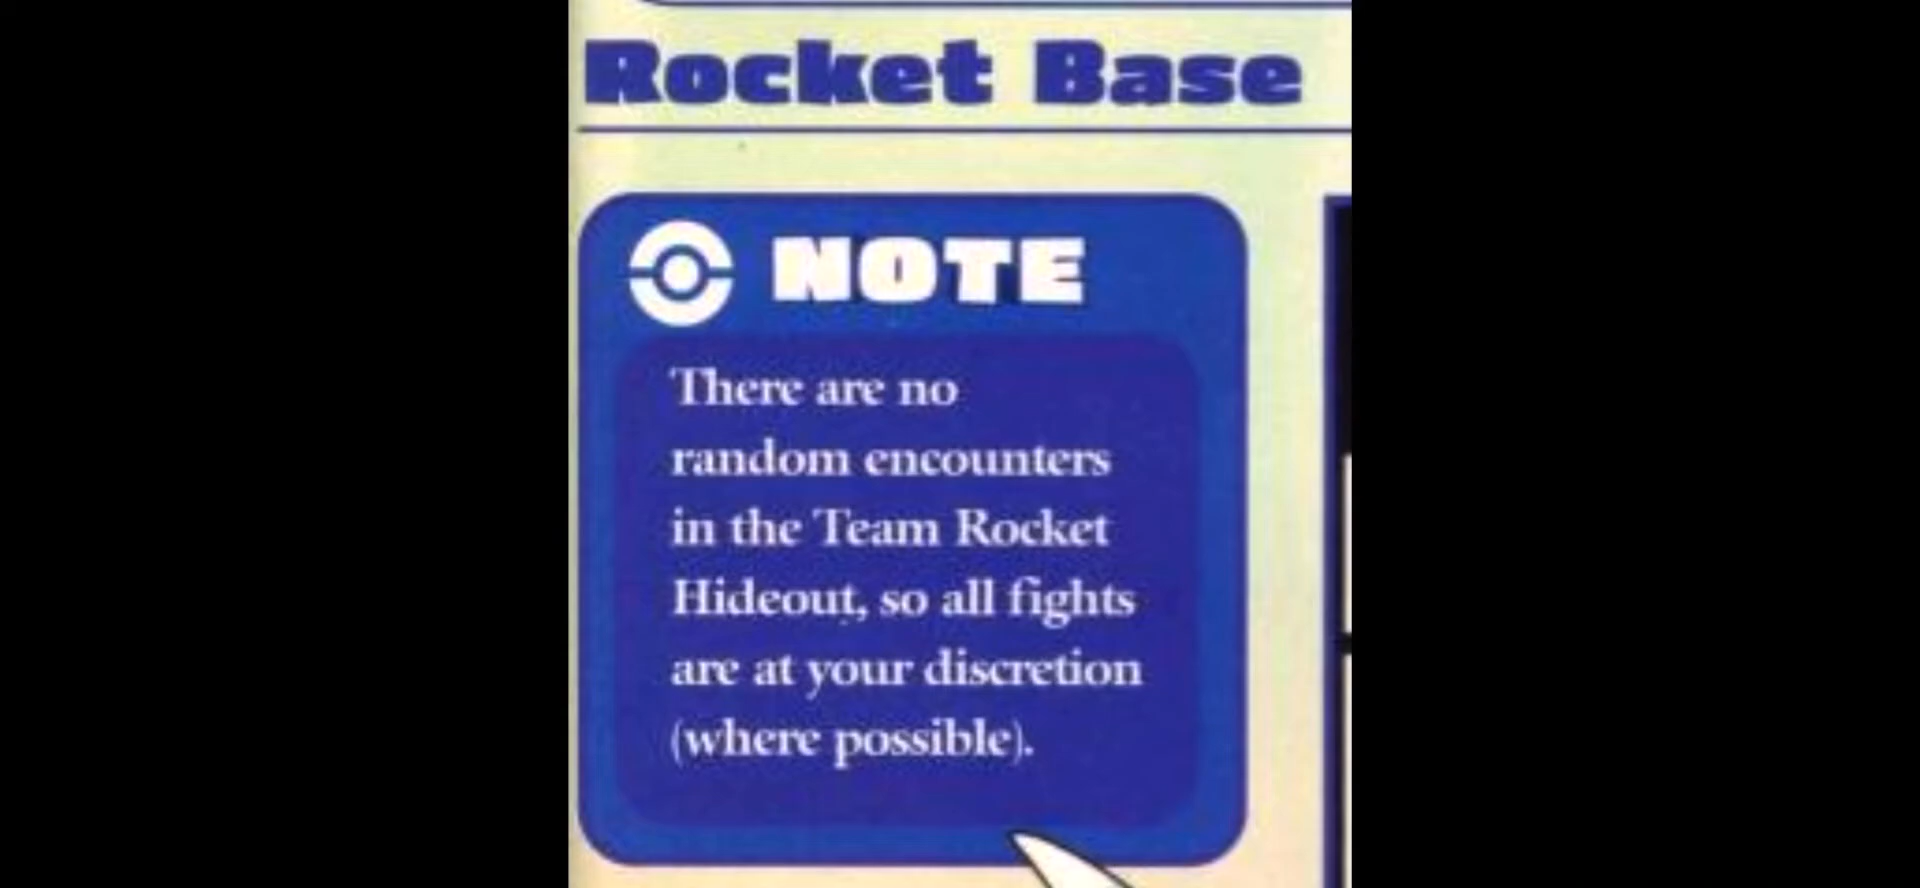 Rocket Base
NOTE
There are no
random encounters
in the Team Rocket
Hideout, so all fights
are at your discretion
(where possible).